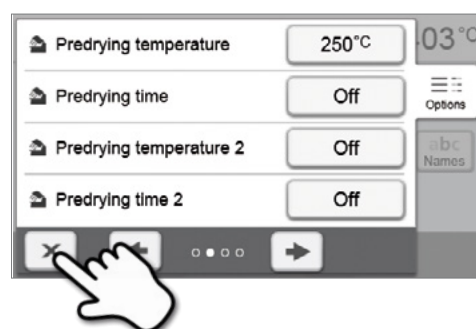 Predrying temperature 250°C
03°C
Predrying time Off
Options
Predrying temperature 2 Off
abc
Names
Predrying time 2 Off